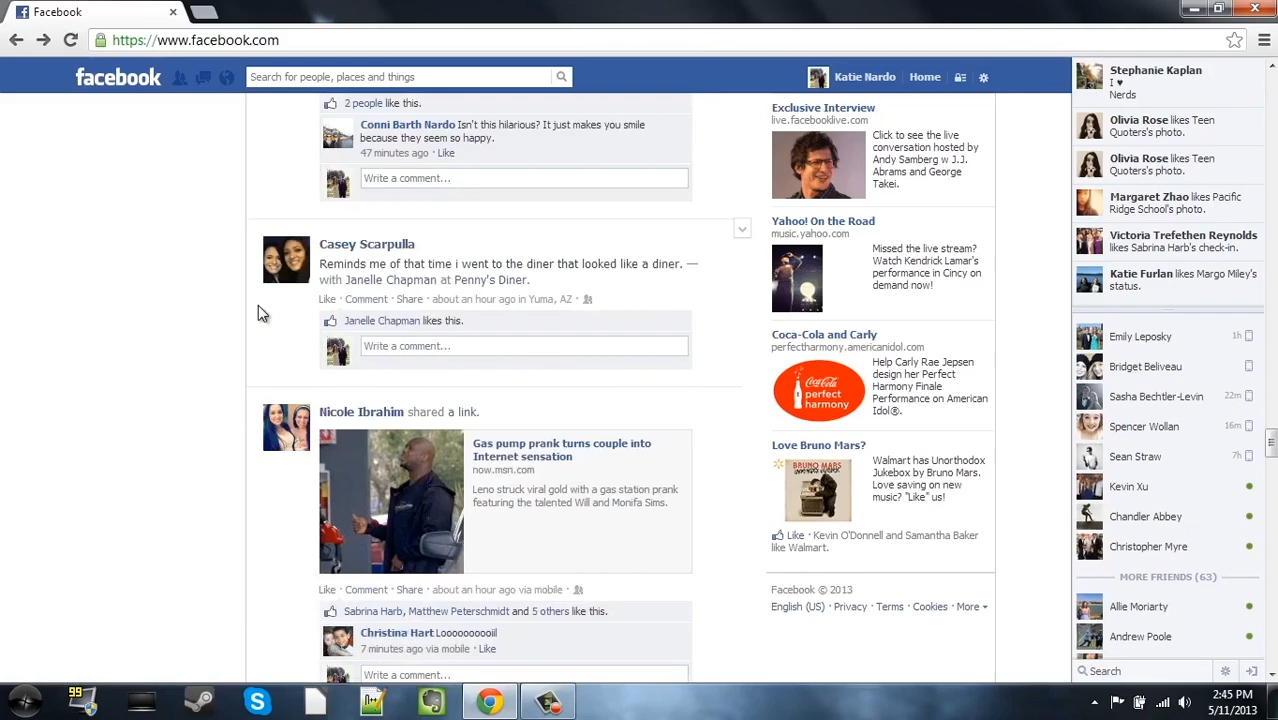 Facebook
https://www.facebook.com
facebook
Search for people, places and things
Katie Nardo
Home
2 people like this.
Conni Barth Nardo Isn't this hilarious? It just makes you smile
because they seem so happy.
47 minutes ago · Like
Write a comment...
Casey Scarpulla
Reminds me of that time i went to the diner that looked like a diner. —
with Janelle Chapman at Penny's Diner.
Like · Comment · Share · about an hour ago in Yuma, AZ ·
Janelle Chapman likes this.
Write a comment...
Nicole Ibrahim shared a link.
Gas pump prank turns couple into
Internet sensation
now.msn.com
Leno struck viral gold with a gas station prank
featuring the talented Will and Monifa Sims.
Like · Comment · Share · about an hour ago via mobile ·
Sabrina Harb, Matthew Peterschmidt and 5 others like this.
Christina Hart Looooooooooiil
7 minutes ago via mobile · Like
Write a comment...
Exclusive Interview
live.facebooklive.com
Click to see the live
conversation hosted by
Andy Samberg w J.J.
Abrams and George
Takei.
Yahoo! On the Road
music.yahoo.com
Missed the live stream?
Watch Kendrick Lamar's
performance in Cincy on
demand now!
Coca-Cola and Carly
perfectharmony.americanidol.com
Coca-Cola
perfect
harmony
Help Carly Rae Jepsen
design her Perfect
Harmony Finale
Performance on American
Idol®.
Love Bruno Mars?
BRUNO MARS
Walmart has Unorthodox
Jukebox by Bruno Mars.
Love saving on new
music? "Like" us!
Like · Kevin O'Donnell and Samantha Baker
like Walmart.
Facebook © 2013
English (US) · Privacy · Terms · Cookies · More
Stephanie Kaplan
I ♥
Nerds
Olivia Rose likes Teen
Quoters's photo.
Olivia Rose likes Teen
Quoters's photo.
Margaret Zhao likes Pacific
Ridge School's photo.
Victoria Trefethen Reynolds
likes Sabrina Harb's check-in.
Katie Furlan likes Margo Miley's
status.
Emily Leposky 1h
Bridget Beliveau
Sasha Bechtler-Levin 22m
Spencer Wollan 16m
Sean Straw 7h
Kevin Xu
Chandler Abbey
Christopher Myre
MORE FRIENDS (63)
Allie Moriarty
Andrew Poole
Search
99
2:45 PM
5/11/2013